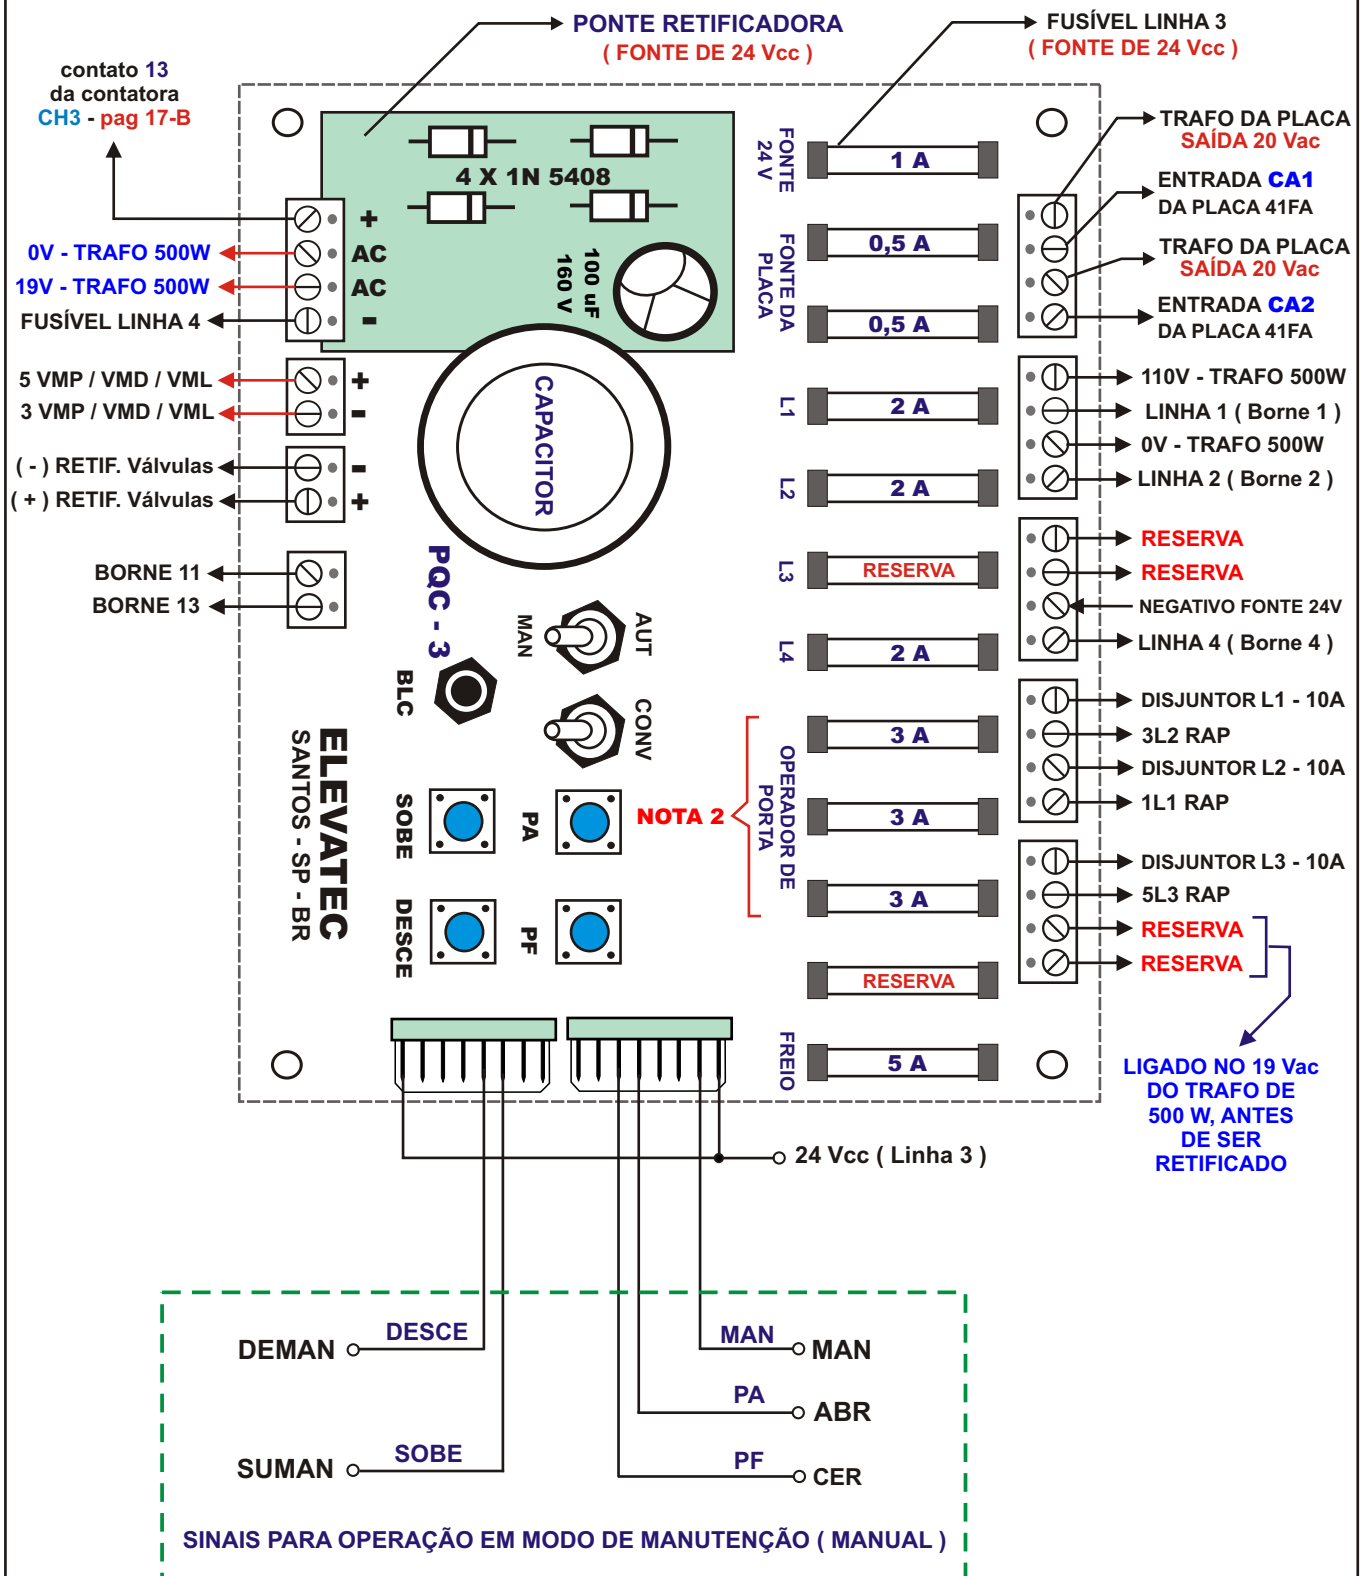 PONTE RETIFICADORA
( FONTE DE 24 Vcc )
FUSÍVEL LINHA 3
( FONTE DE 24 Vcc )
contato 13
da contatora
CH3 - pag 17-B
0V - TRAFO 500W
19V - TRAFO 500W
FUSÍVEL LINHA 4
5 VMP / VMD / VML
3 VMP / VMD / VML
( - ) RETIF. Válvulas
( + ) RETIF. Válvulas
BORNE 11
BORNE 13
+
AC
AC
-
+
-
-
+
4 X 1N 5408
100 uF
160 V
CAPACITOR
PQC - 3
BLC
MAN
AUT
CONV
ELEVATEC
SANTOS - SP - BR
SOBE
PA
DESCE
PF
NOTA 2
FONTE
24 V
1 A
FONTE DA
PLACA
0,5 A
0,5 A
L1
2 A
L2
2 A
L3
RESERVA
L4
2 A
OPERADOR DE
PORTA
3 A
3 A
3 A
RESERVA
FREIO
5 A
TRAFO DA PLACA
SAÍDA 20 Vac
ENTRADA CA1
DA PLACA 41FA
TRAFO DA PLACA
SAÍDA 20 Vac
ENTRADA CA2
DA PLACA 41FA
110V - TRAFO 500W
LINHA 1 ( Borne 1 )
0V - TRAFO 500W
LINHA 2 ( Borne 2 )
RESERVA
RESERVA
NEGATIVO FONTE 24V
LINHA 4 ( Borne 4 )
DISJUNTOR L1 - 10A
3L2 RAP
DISJUNTOR L2 - 10A
1L1 RAP
DISJUNTOR L3 - 10A
5L3 RAP
RESERVA
RESERVA
LIGADO NO 19 Vac
DO TRAFO DE
500 W, ANTES
DE SER
RETIFICADO
24 Vcc ( Linha 3 )
DEMAN
DESCE
MAN
MAN
PA
ABR
SUMAN
SOBE
PF
CER
SINAIS PARA OPERAÇÃO EM MODO DE MANUTENÇÃO ( MANUAL )